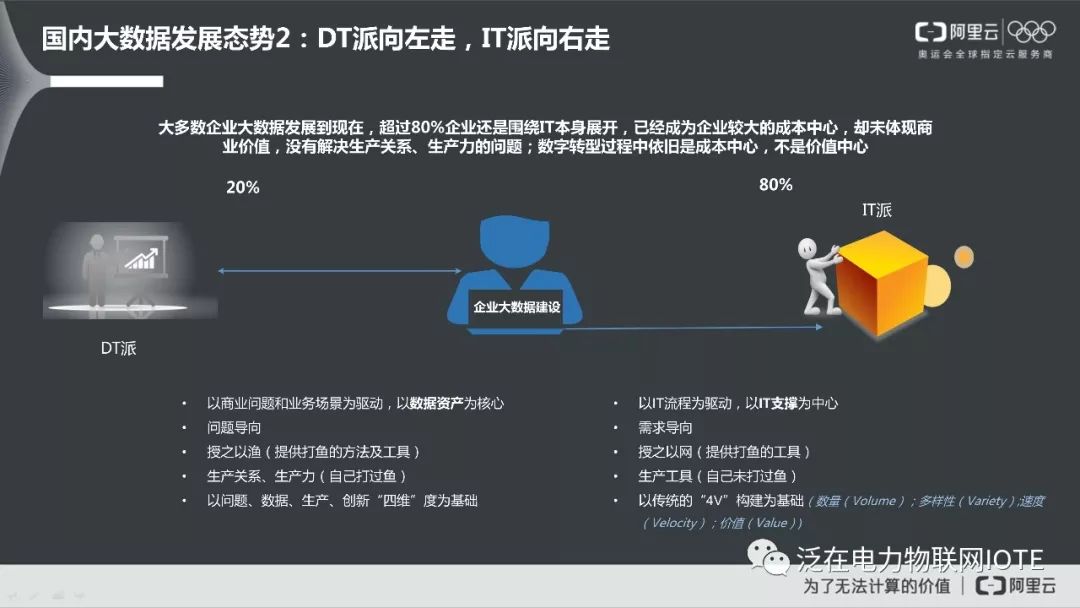 国内大数据发展态势2：DT派向左走，IT派向右走
阿里云
奥运会全球指定云服务商
大多数企业大数据发展到现在，超过80%企业还是围绕IT本身展开，已经成为企业较大的成本中心，却未体现商
业价值，没有解决生产关系、生产力的问题；数字转型过程中依旧是成本中心，不是价值中心
20%
80%
IT派
企业大数据建设
DT派
• 以商业问题和业务场景为驱动，以数据资产为核心
• 问题导向
• 授之以渔（提供打鱼的方法及工具）
• 生产关系、生产力（自己打过鱼）
• 以问题、数据、生产、创新“四维”度为基础
• 以IT流程为驱动，以IT支撑为中心
• 需求导向
• 授之以网（提供打鱼的工具）
• 生产工具（自己未打过鱼）
• 以传统的“4V”构建为基础（数量（Volume）；多样性（Variety）;速度
（Velocity）；价值（Value））
泛在电力物联网IOTE
为了无法计算的价值 | 阿里云